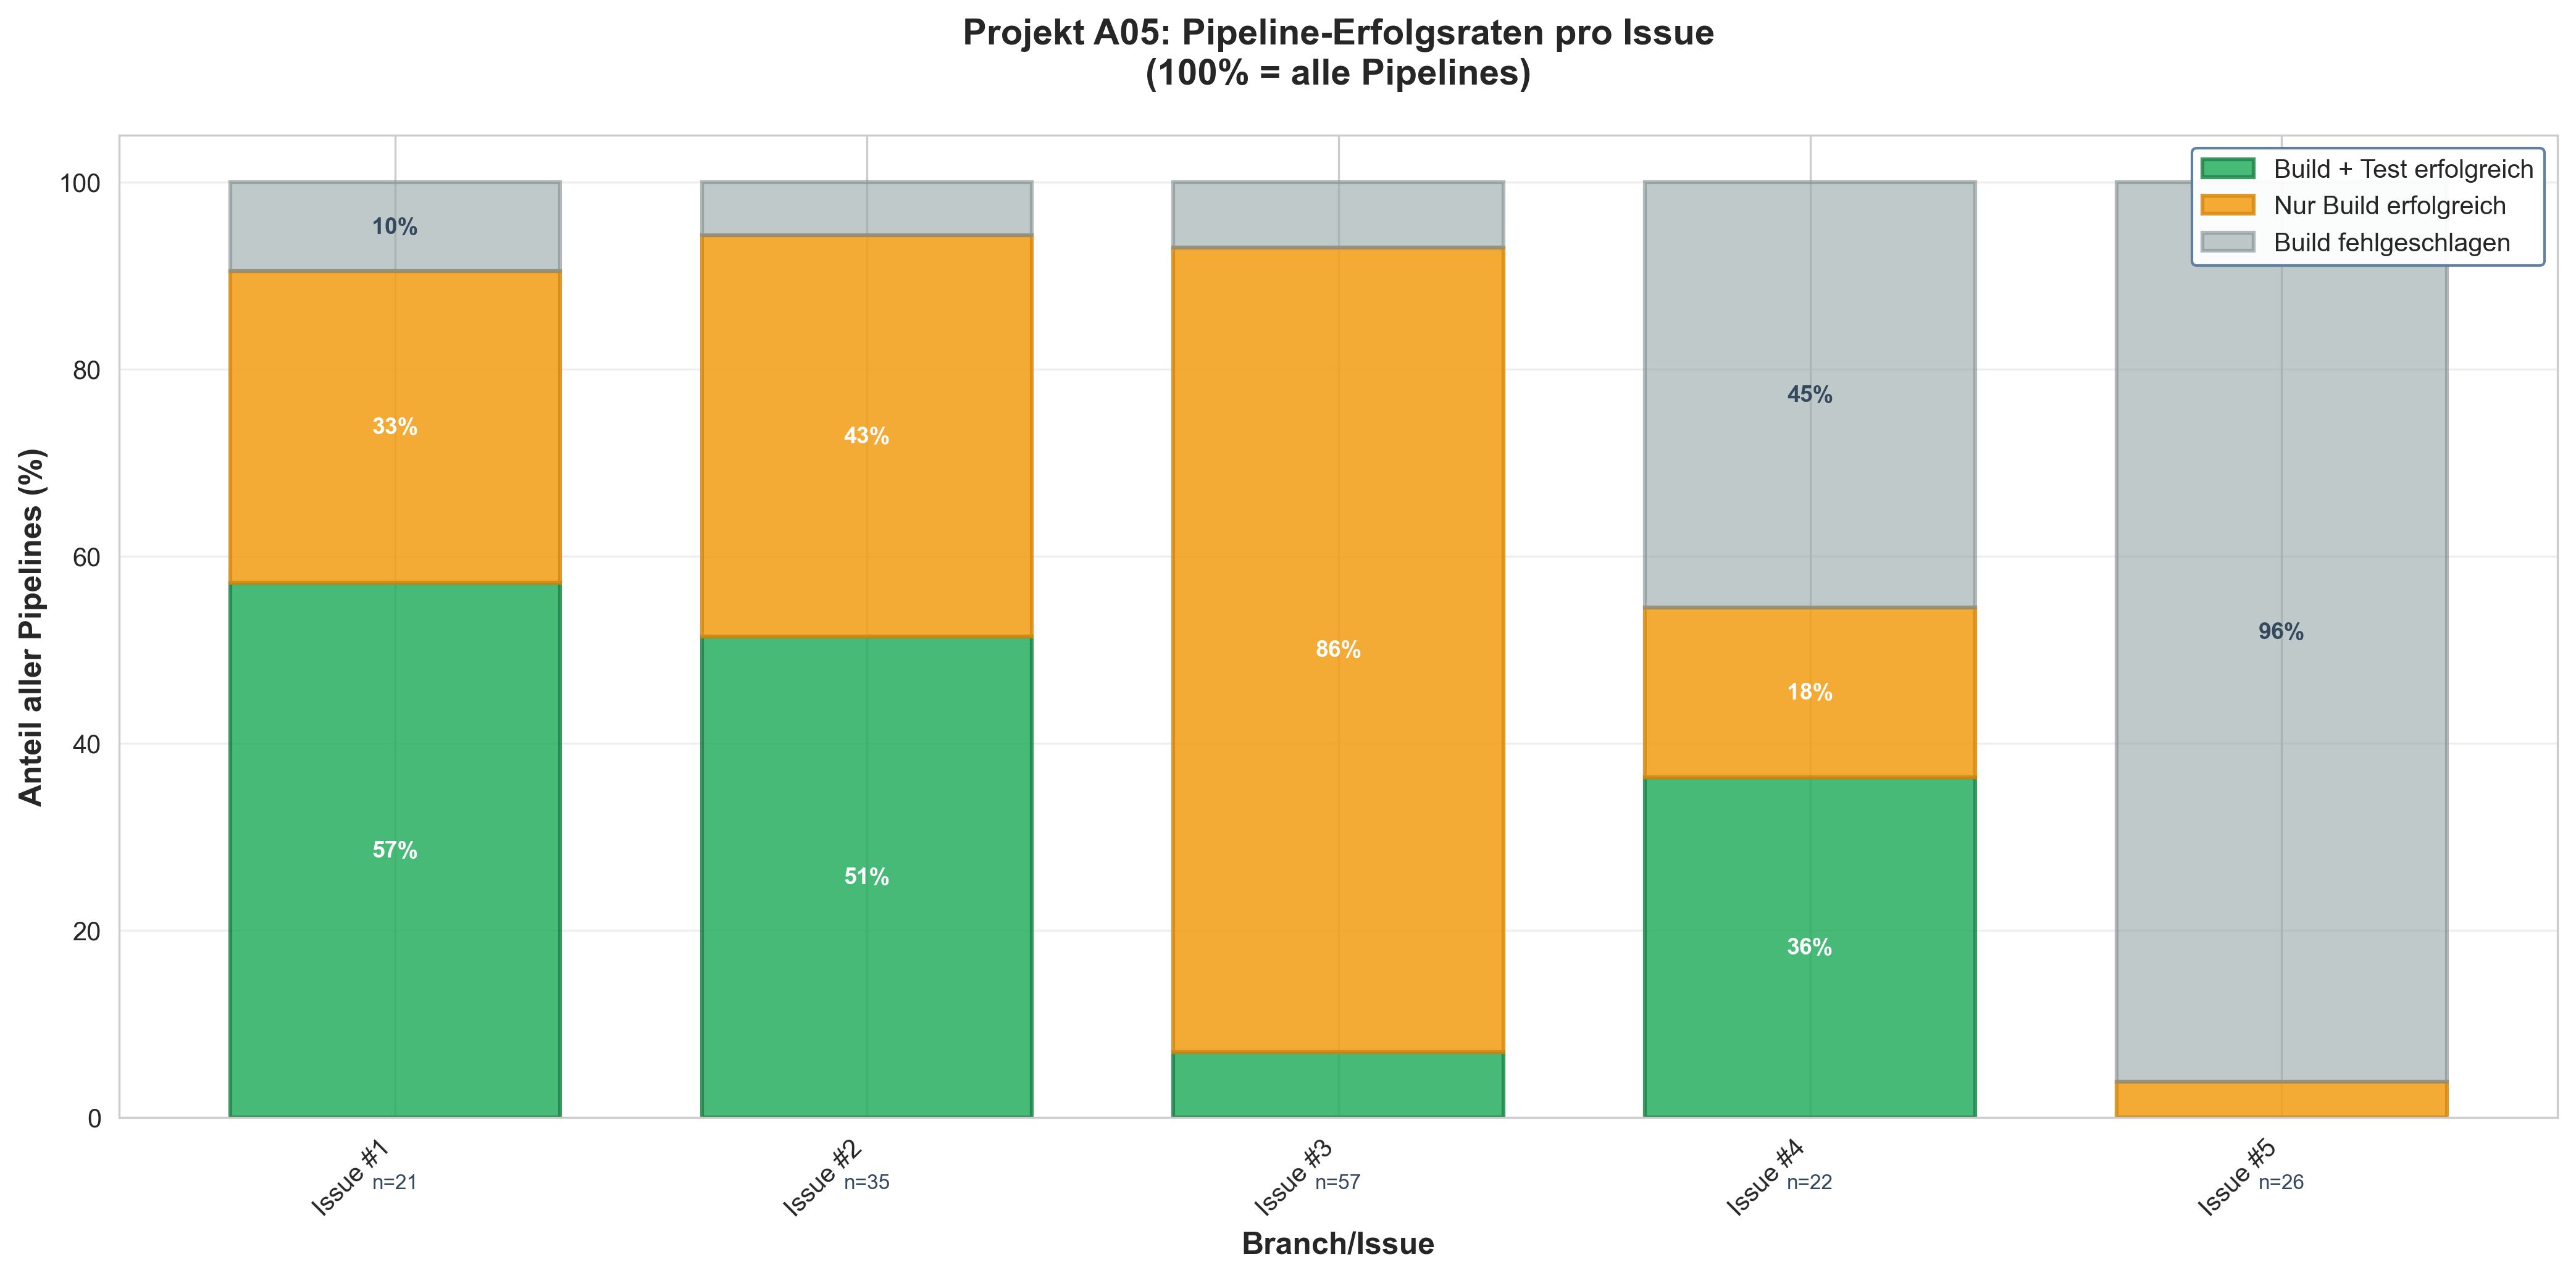 Projekt A05: Pipeline-Erfolgsraten pro Issue
(100% = alle Pipelines)
Build + Test erfolgreich
Nur Build erfolgreich
Build fehlgeschlagen
Anteil aller Pipelines (%)
100
80
60
40
20
0
10%
33%
57%
43%
51%
86%
45%
18%
36%
96%
Issue #1
n=21
Issue #2
n=35
Issue #3
n=57
Issue #4
n=22
Issue #5
n=26
Branch/Issue